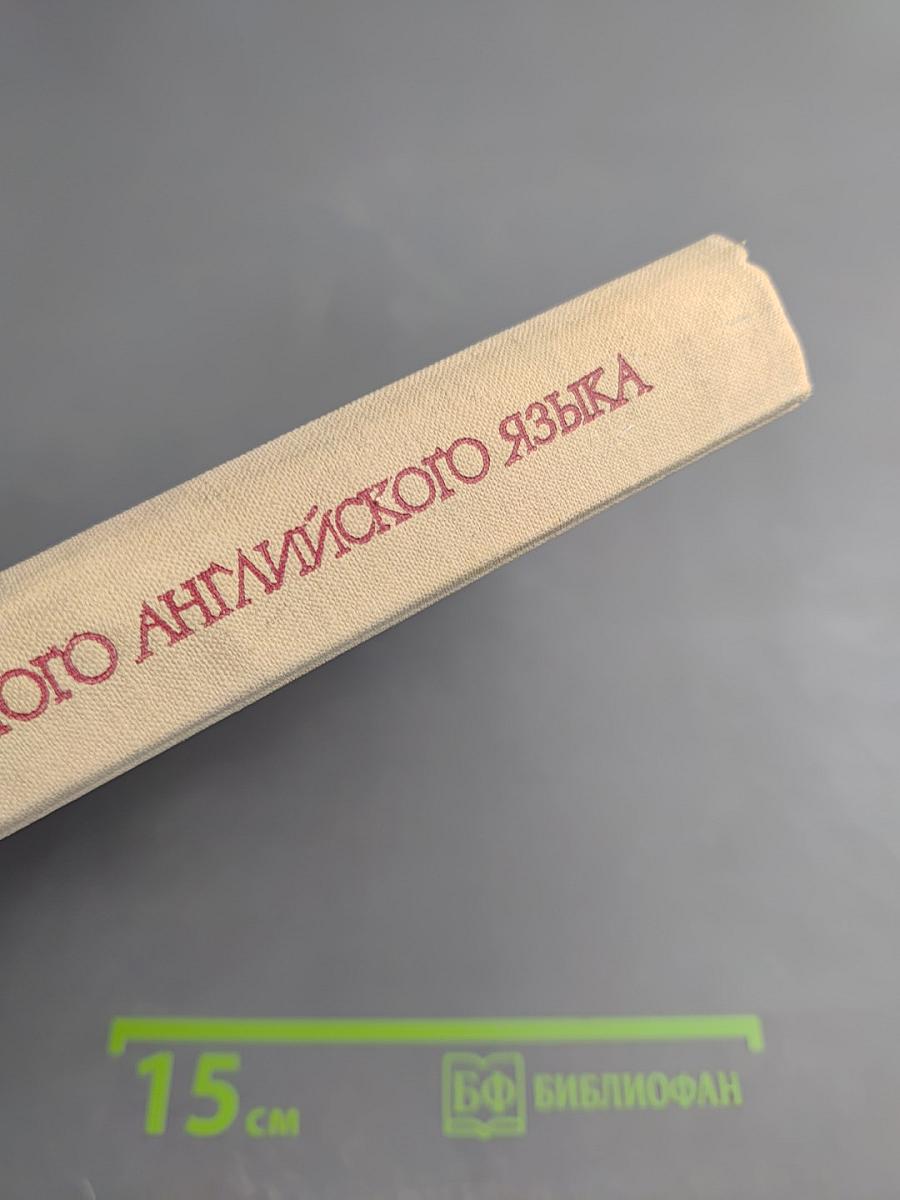 ОГО АНГЛИЙСКОГО ЯЗЫКА
15 см
БФ БИБЛИОФАН